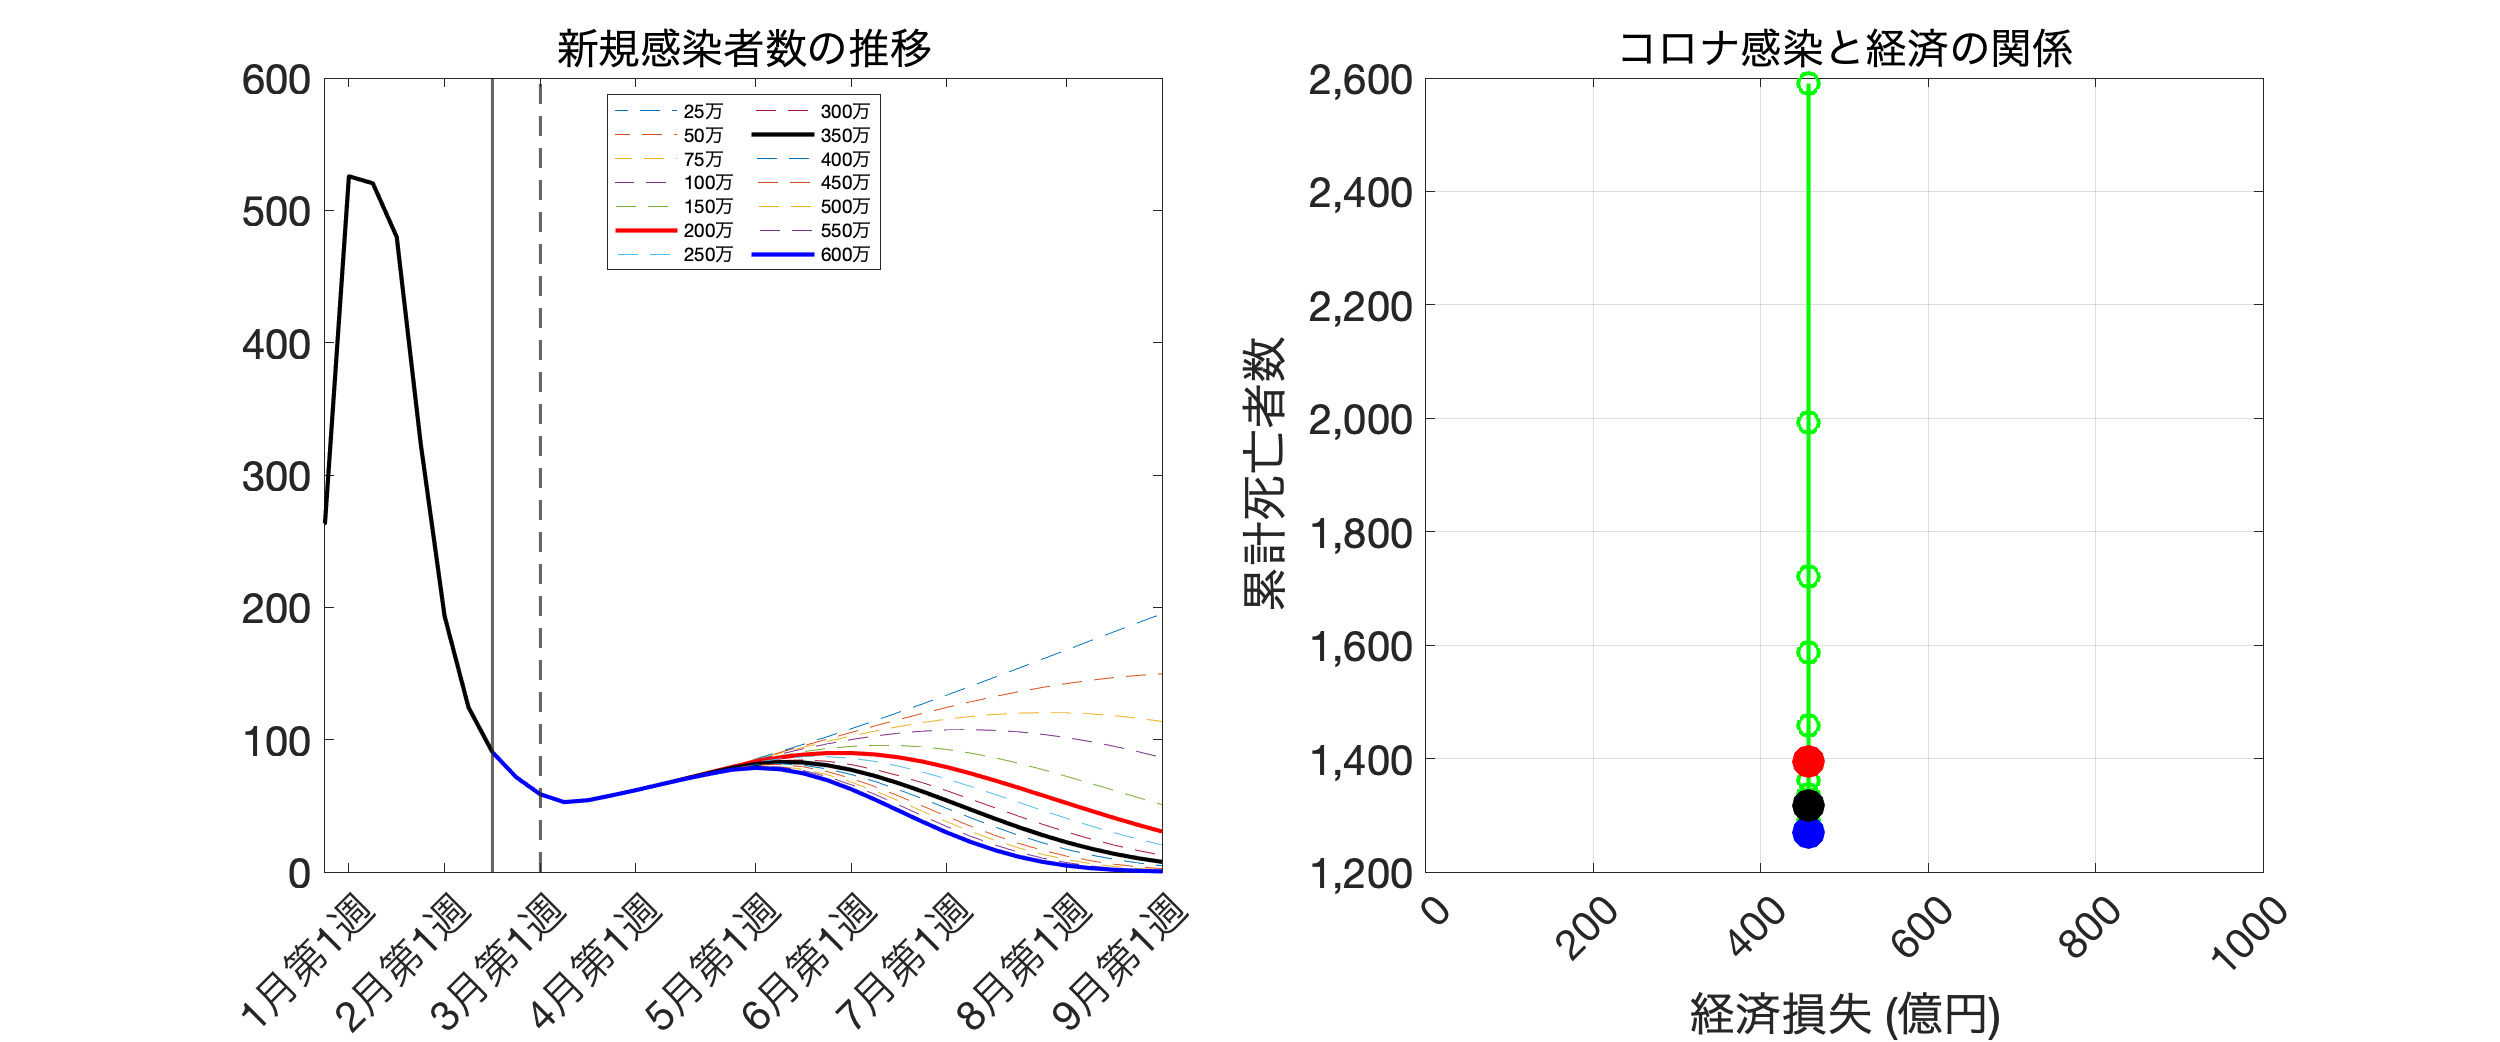 新規感染者数の推移
600
500
400
300
200
100
0
25万
50万
75万
100万
150万
200万
250万
300万
350万
400万
450万
500万
550万
600万
1月第1週
2月第1週
3月第1週
4月第1週
5月第1週
6月第1週
7月第1週
8月第1週
9月第1週
コロナ感染と経済の関係
累計死亡者数
2,600
2,400
2,200
2,000
1,800
1,600
1,400
1,200
0
200
400
600
800
1000
経済損失 (億円)